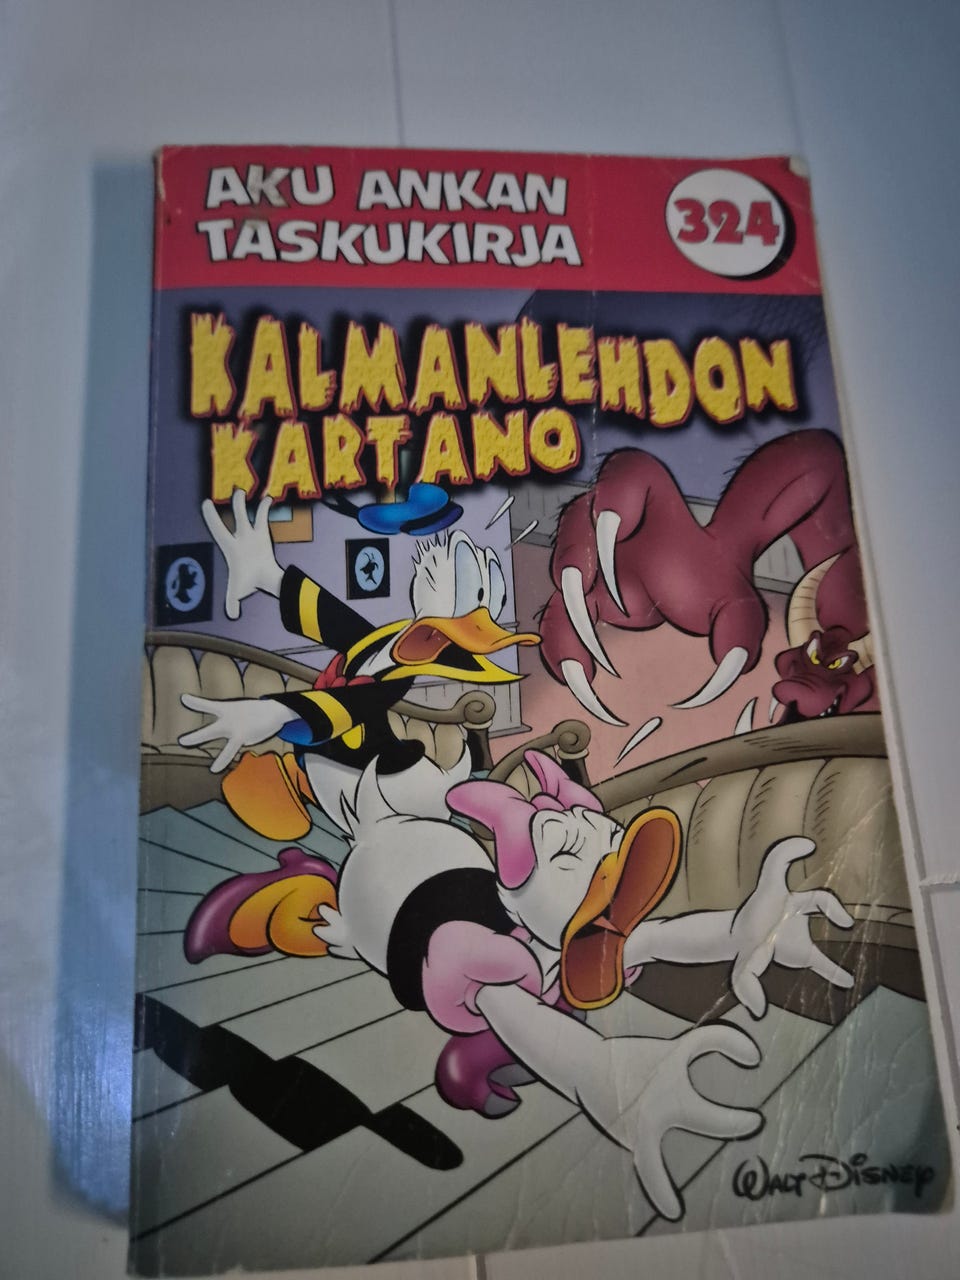 AKU ANKAN
TASKUKIRJA
324
KALMANLEHDON
KARTANO
WALT DISNEY